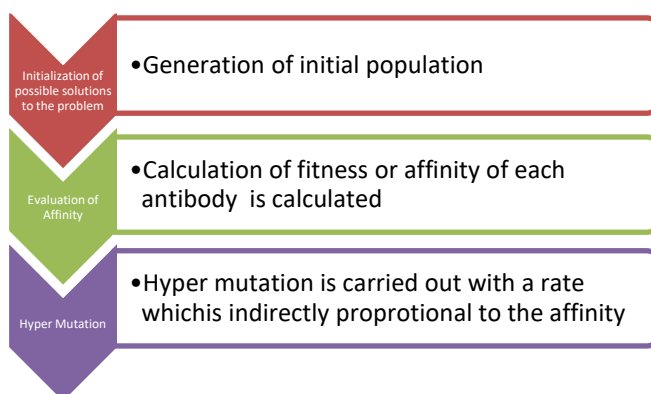 Initialization of
possible solutions
to the problem
•Generation of initial population
Evaluation of
Affinity
•Calculation of fitness or affinity of each
antibody is calculated
Hyper Mutation
•Hyper mutation is carried out with a rate
whichis indirectly proprotional to the affinity